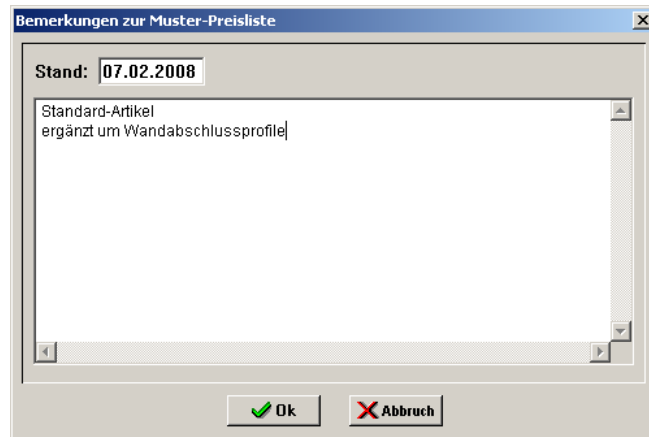 Bemerkungen zur Muster-Preisliste
Stand: 07.02.2008
Standard-Artikel
ergänzt um Wandabschlussprofile
Ok Abbruch